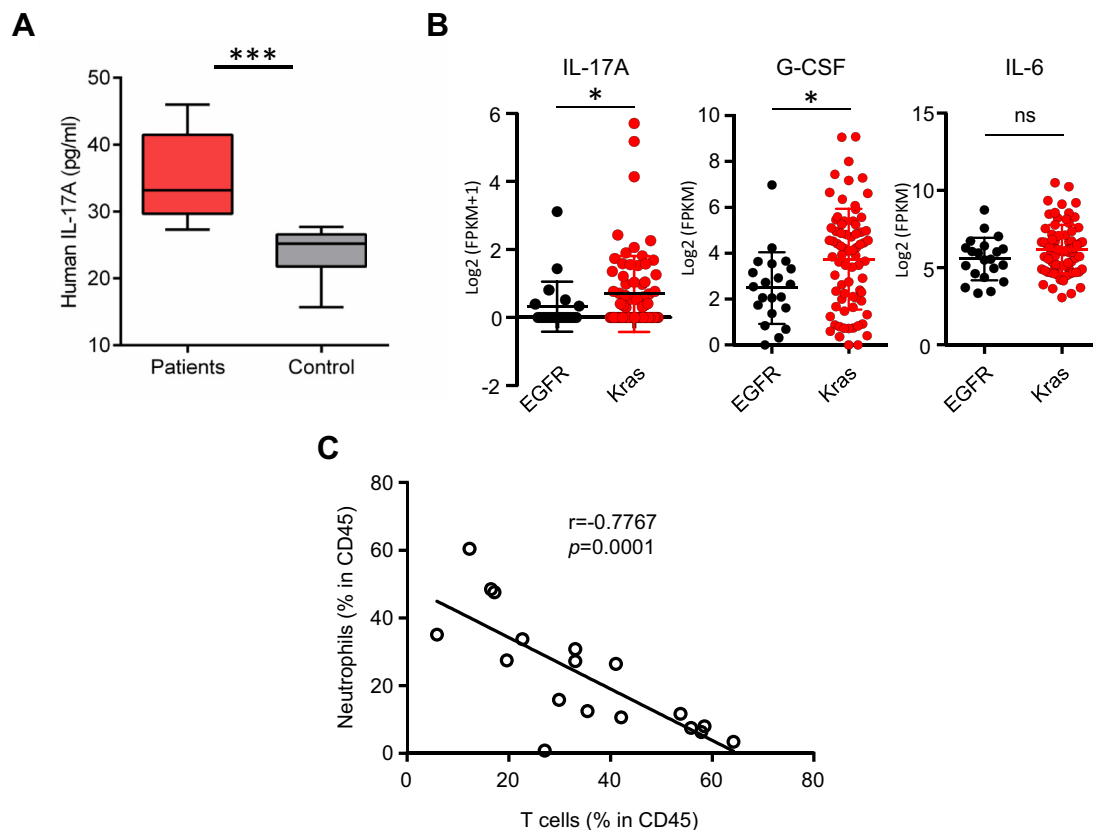 A
***
Human IL-17A (pg/ml)
50
40
30
20
10
Patients
Control
B
IL-17A
*
Log2 (FPKM+1)
6
4
2
0
-2
EGFR
Kras
G-CSF
*
Log2 (FPKM)
10
8
6
4
2
0
EGFR
Kras
IL-6
ns
Log2 (FPKM)
15
10
5
0
EGFR
Kras
C
Neutrophils (% in CD45)
80
60
40
20
0
r=-0.7767
p=0.0001
0
20
40
60
80
T cells (% in CD45)